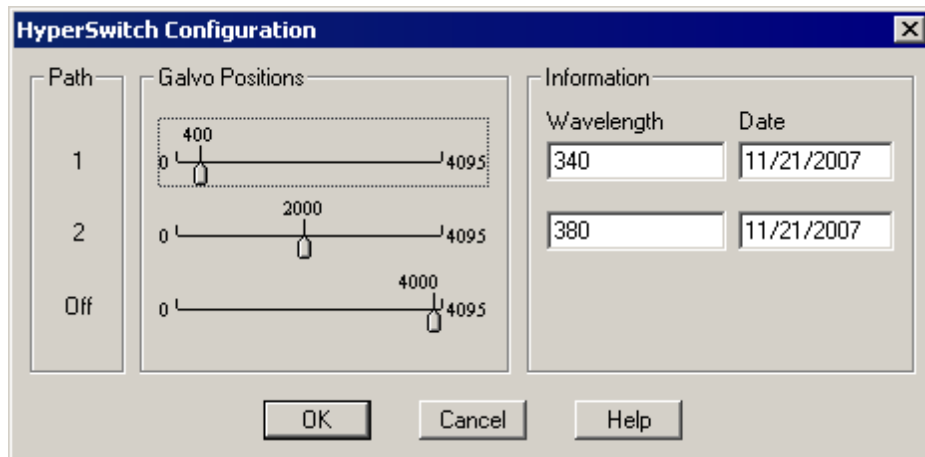 HyperSwitch Configuration
Path
Galvo Positions
Information
Wavelength Date
400
1 0 4095 340 11/21/2007
2000
2 0 4095 380 11/21/2007
4000
Off 0 4095
OK Cancel Help